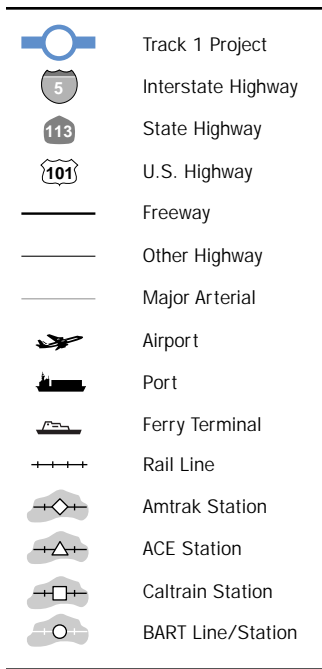 Track 1 Project
5 Interstate Highway
113 State Highway
101 U.S. Highway
Freeway
Other Highway
Major Arterial
Airport
Port
Ferry Terminal
Rail Line
Amtrak Station
ACE Station
Caltrain Station
BART Line/Station